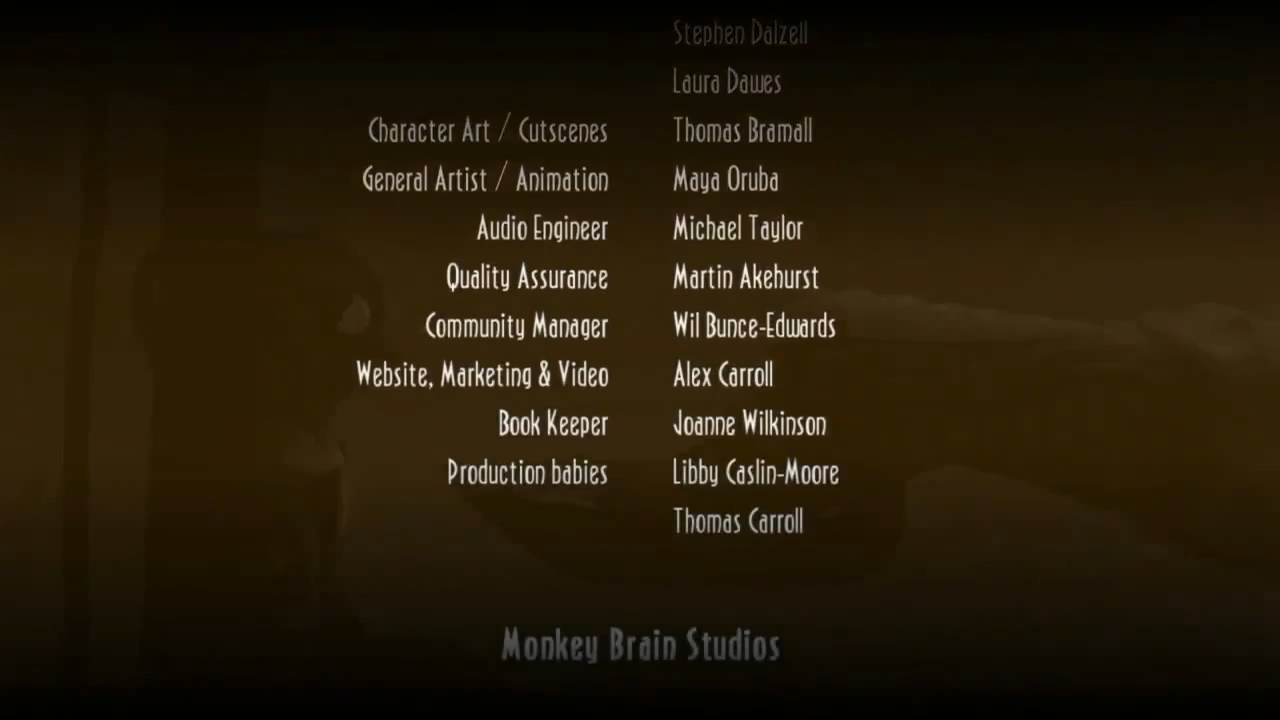 Stephen Dalzell
Laura Dawes
Character Art / Cutscenes Thomas Bramall
General Artist / Animation Maya Oruba
Audio Engineer Michael Taylor
Quality Assurance Martin Akehurst
Community Manager Wil Bunce-Edwards
Website, Marketing & Video Alex Carroll
Book Keeper Joanne Wilkinson
Production babies Libby Caslin-Moore
Thomas Carroll
Monkey Brain Studios